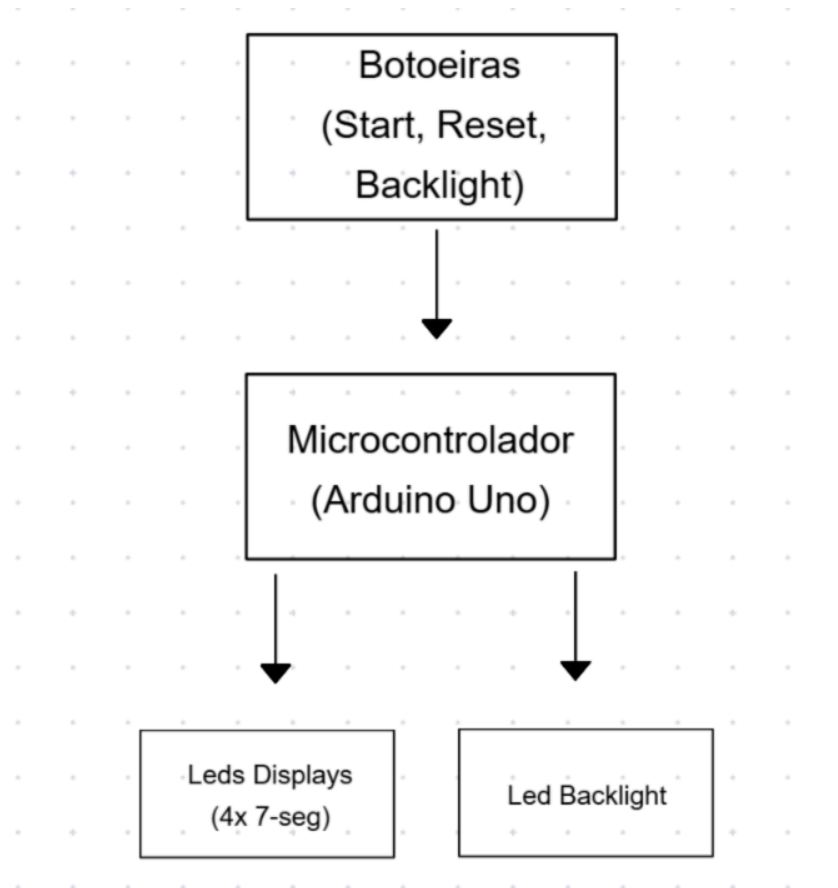 Botoeiras
(Start, Reset,
Backlight)
Microcontrolador
(Arduino Uno)
Leds Displays
(4x 7-seg)
Led Backlight